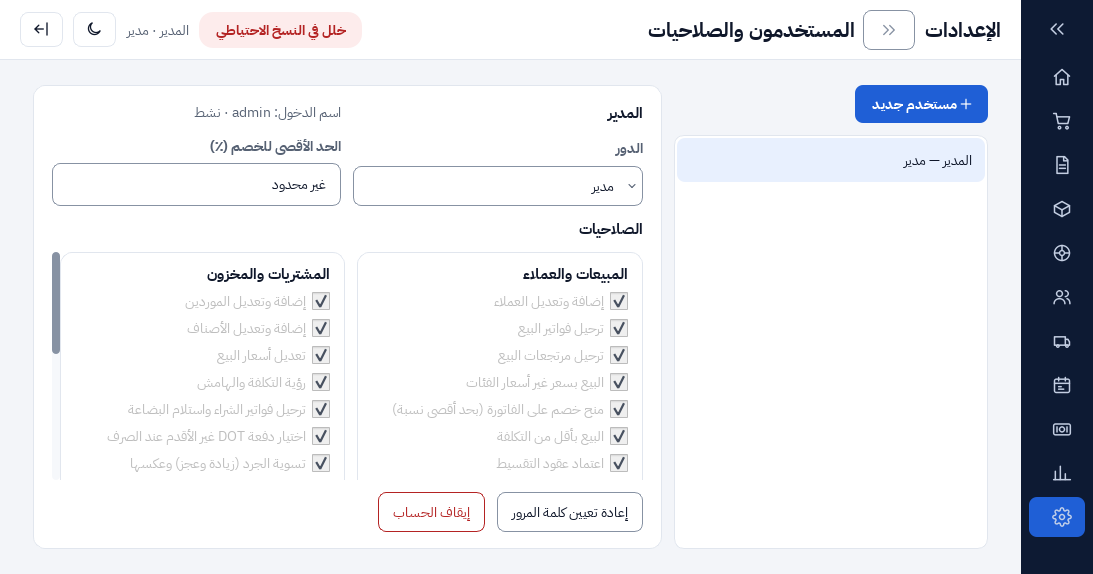 الإعدادات
المستخدمون والصلاحيات
خلل في النسخ الاحتياطي
المدير · مدير
+ مستخدم جديد
المدير — مدير
المدير
اسم الدخول: admin · نشط
الدور
الحد الأقصى للخصم (٪)
مدير
غير محدود
الصلاحيات
المبيعات والعملاء
إضافة وتعديل العملاء
ترحيل فواتير البيع
ترحيل مرتجعات البيع
البيع بسعر غير أسعار الفئات
منح خصم على الفاتورة (بحد أقصى نسبة)
البيع بأقل من التكلفة
اعتماد عقود التقسيط
المشتريات والمخزون
إضافة وتعديل الموردين
إضافة وتعديل الأصناف
تعديل أسعار البيع
رؤية التكلفة والهامش
ترحيل فواتير الشراء واستلام البضاعة
اختيار دفعة DOT غير الأقدم عند الصرف
تسوية الجرد (زيادة وعجز) وعكسها
إعادة تعيين كلمة المرور
إيقاف الحساب